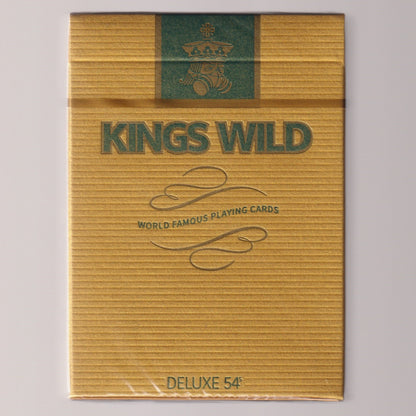 KINGS WILD
WORLD FAMOUS PLAYING CARDS
DELUXE 54's